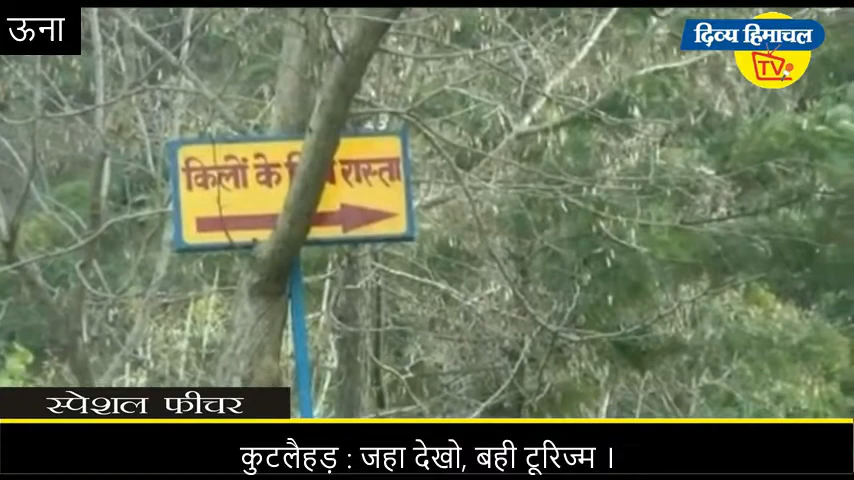 ऊना
दिव्य हिमाचल
TV
किलों के रास्ता
स्पेशल फीचर
कुटलैहड़ : जहा देखो, बही टूरिज्म ।